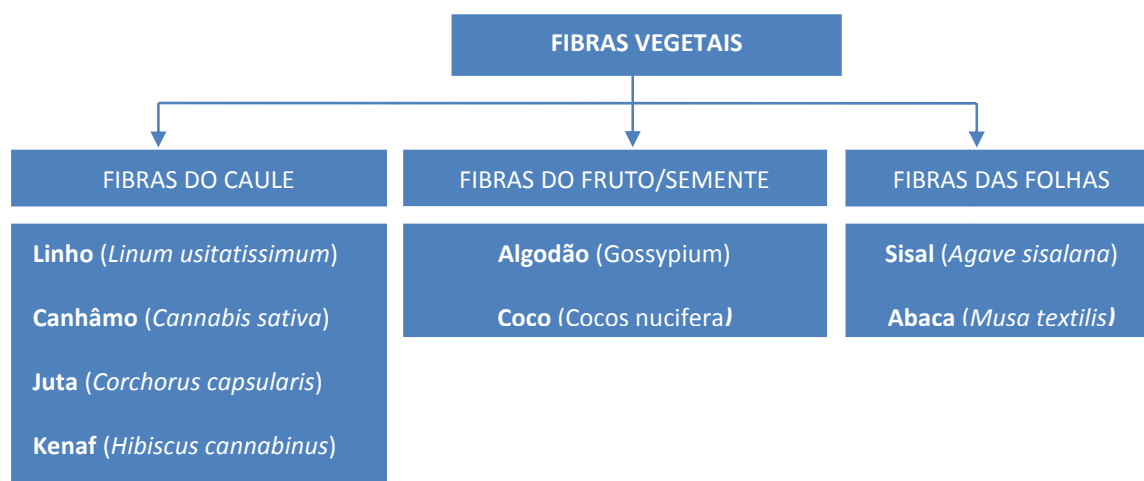 FIBRAS VEGETAIS
FIBRAS DO CAULE
Linho (Linum usitatissimum)
Canhâmo (Cannabis sativa)
Juta (Corchorus capsularis)
Kenaf (Hibiscus cannabinus)
FIBRAS DO FRUTO/SEMENTE
Algodão (Gossypium)
Coco (Cocos nucifera)
FIBRAS DAS FOLHAS
Sisal (Agave sisalana)
Abaca (Musa textilis)